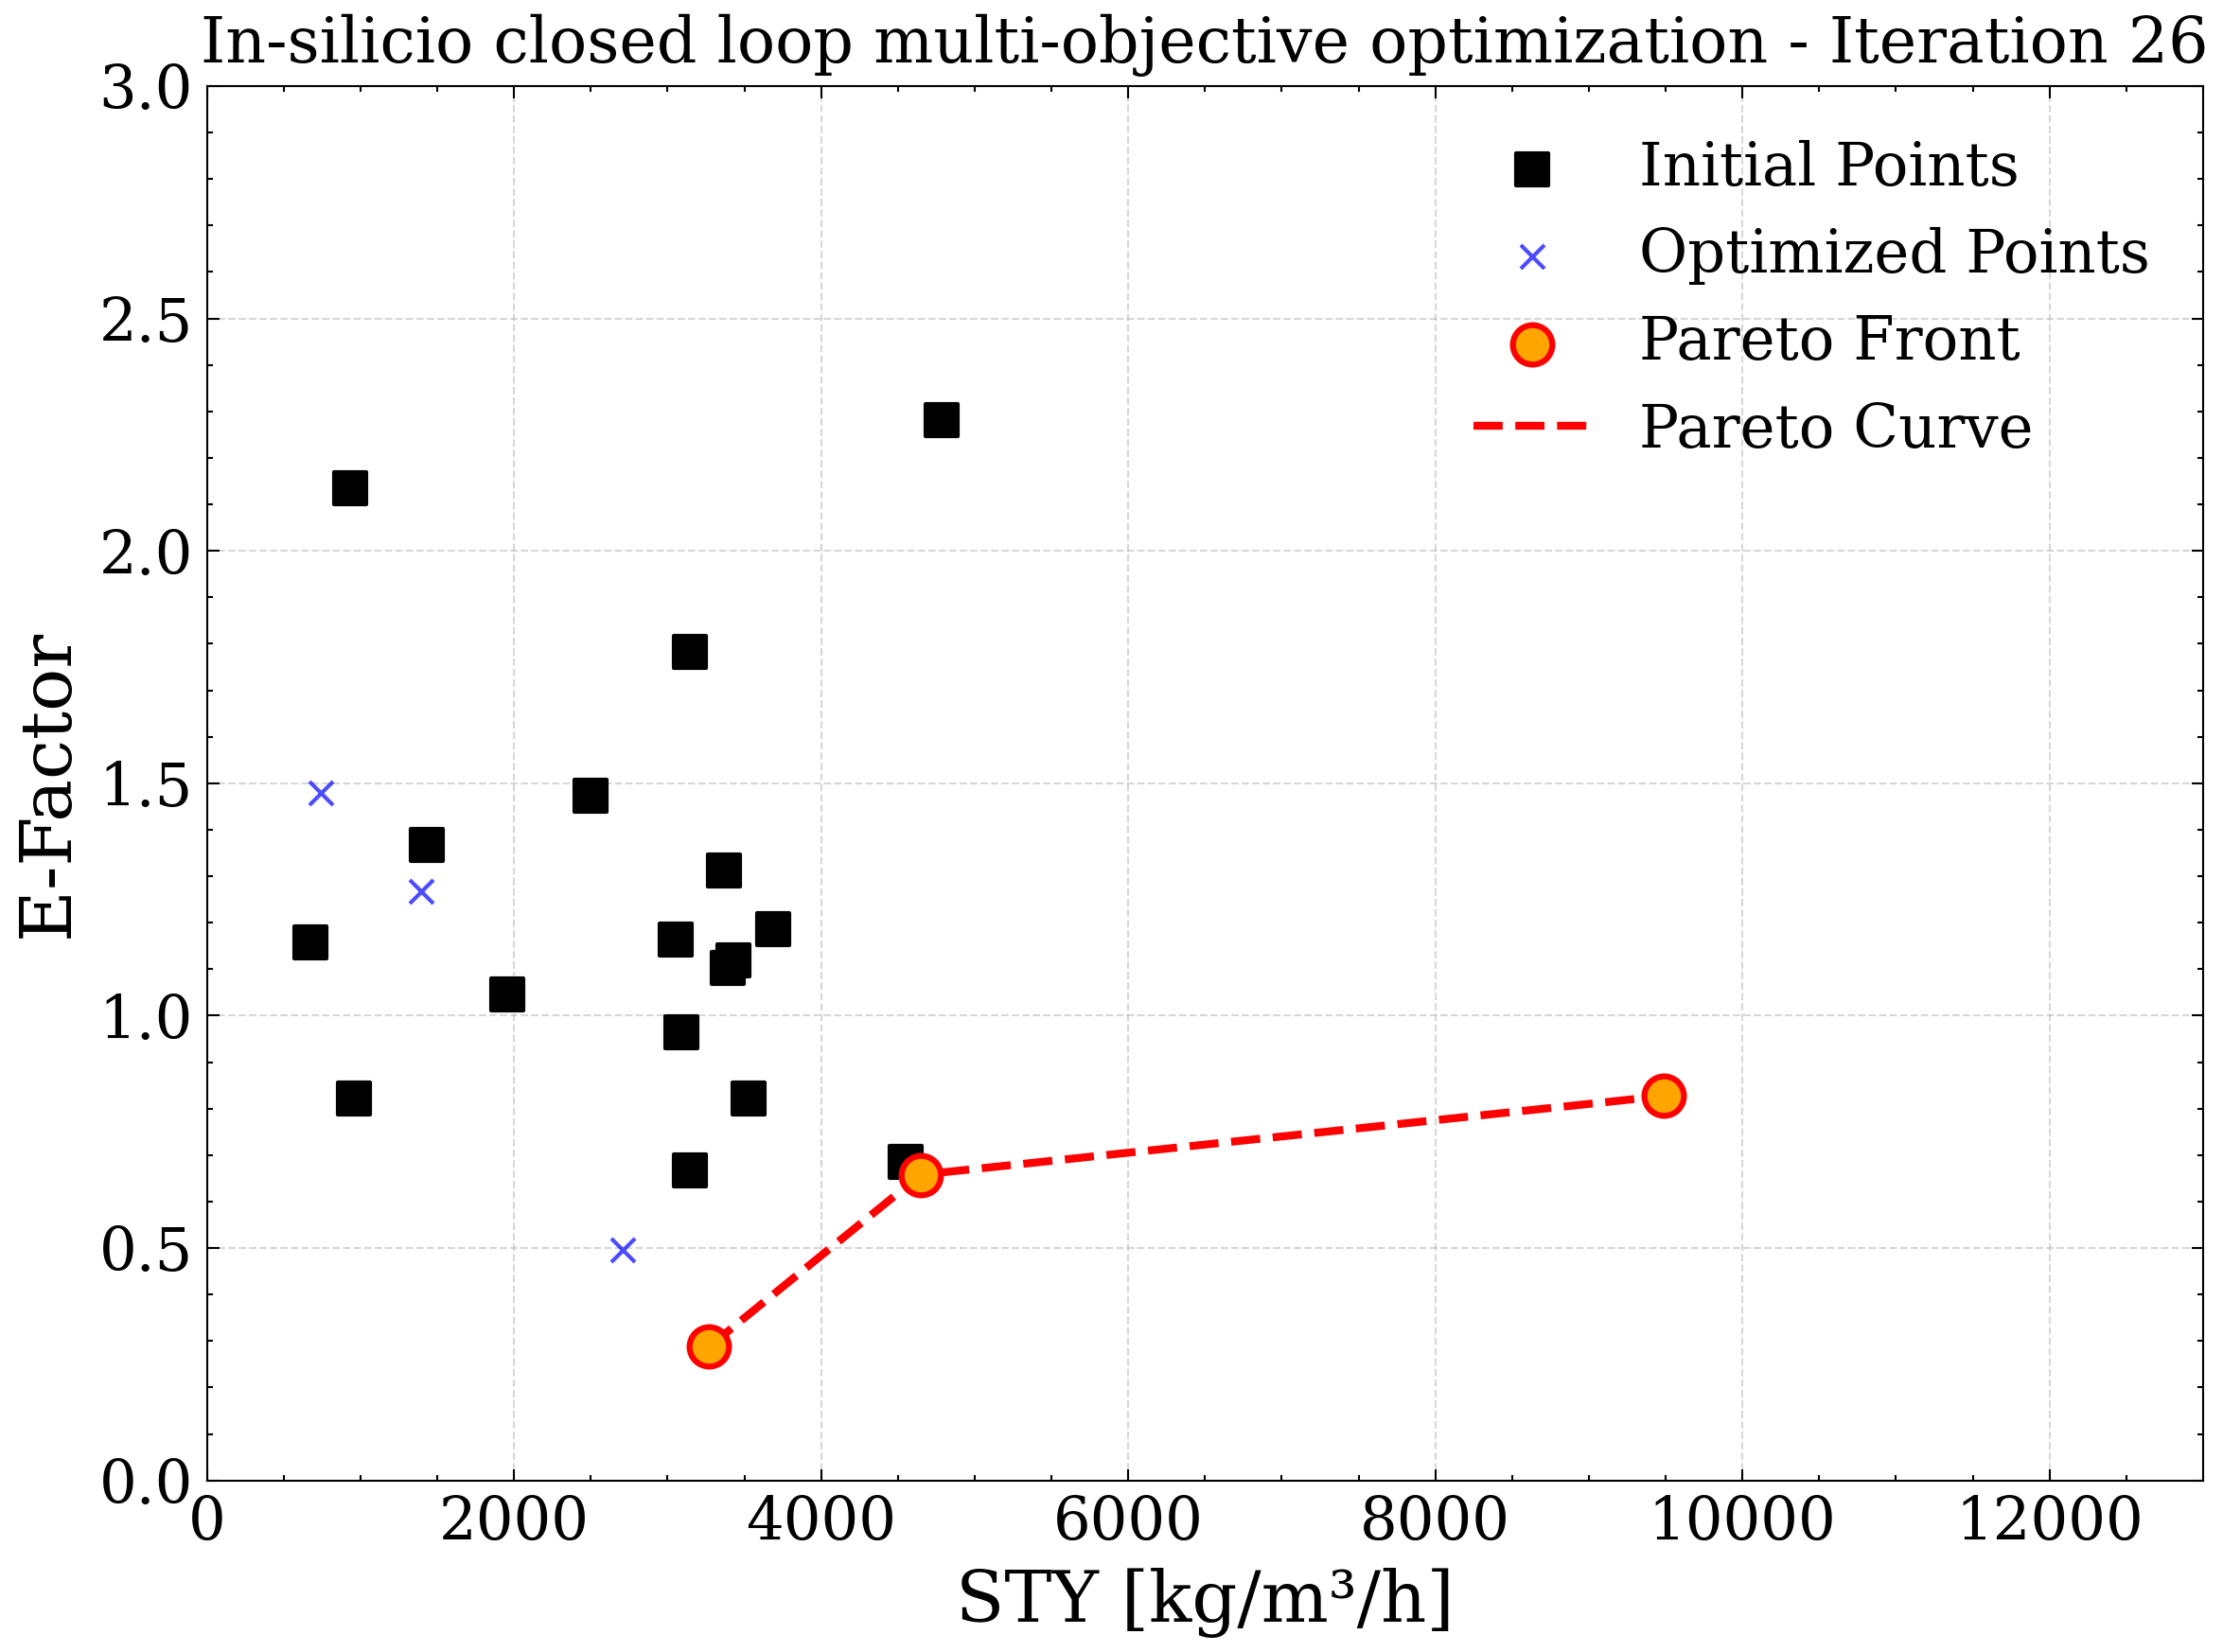 In-silicio closed loop multi-objective optimization - Iteration 26
3.0
2.5
2.0
1.5
1.0
0.5
0.0
E-Factor
Initial Points
Optimized Points
Pareto Front
Pareto Curve
0 2000 4000 6000 8000 10000 12000
STY [kg/m³/h]